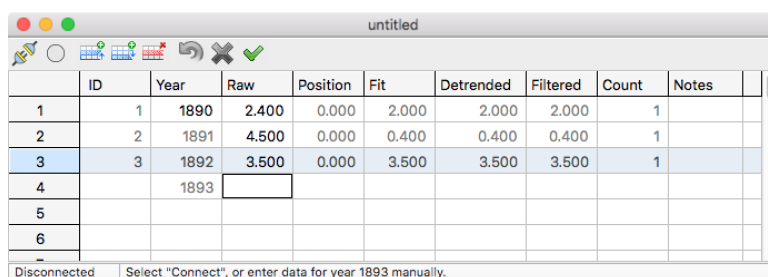 untitled
ID Year Raw Position Fit Detrended Filtered Count Notes
1 1 1890 2.400 0.000 2.000 2.000 2.000 1
2 2 1891 4.500 0.000 0.400 0.400 0.400 1
3 3 1892 3.500 0.000 3.500 3.500 3.500 1
4 1893
5
6
Disconnected Select "Connect", or enter data for year 1893 manually.